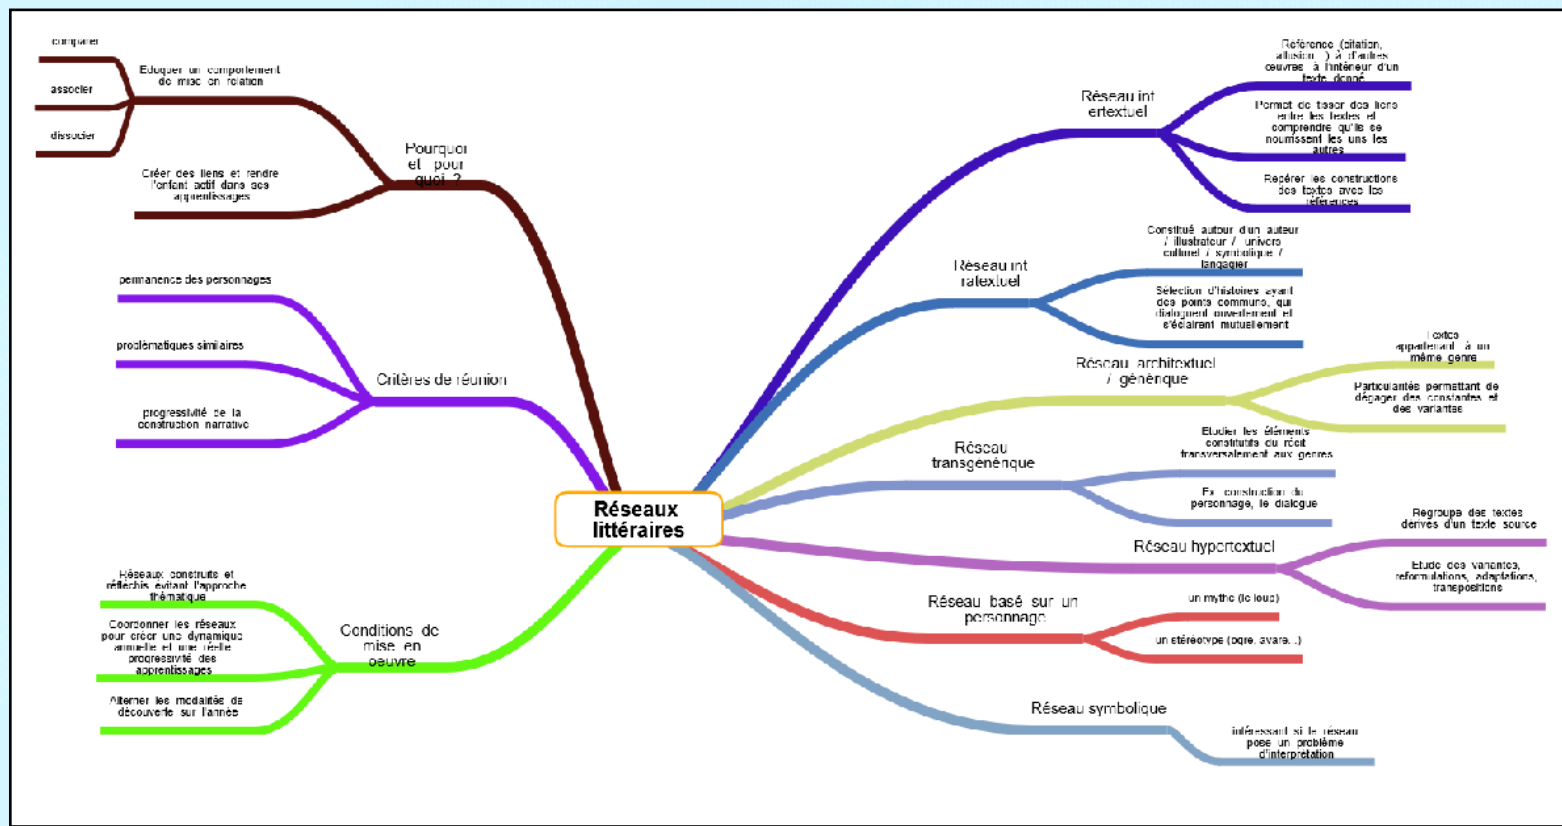 comparer
associer
dissocier
Eduquer un comportement
de mise en relation
Créer des liens et rendre
l'enfant actif dans ses
apprentissages
Pourquoi
et pour
quoi ?
permanence des personnages
problématiques similaires
progressivité de la
construction narrative
Critères de réunion
Réseaux construits et
réfléchis évitant l'approche
thématique
Coordonner les réseaux
pour créer une dynamique
annuelle et une réelle
progressivité des
apprentissages
Alterner les modalités de
découverte sur l'année
Conditions de
mise en
oeuvre
Réseaux
littéraires
Réseau int
ertextuel
Référence (citation,
allusion...) à d'autres
œuvres à l'intérieur d'un
texte donné
Permet de tisser des liens
entre les textes et
comprendre qu'ils se
nourrissent les uns les
autres
Repérer les constructions
des textes avec les
références
Réseau int
ratextuel
Constitué autour d'un auteur
/ illustrateur / univers
culturel / symbolique /
langagier
Sélection d'histoires ayant
des points communs, qui
dialoguent ouvertement et
s'éclairent mutuellement
Réseau architextuel
/ générique
Textes
appartenant à un
même genre
Particularités permettant de
dégager des constantes et
des variantes
Réseau
transgénérique
Etudier les éléments
constitutifs du récit
transversalement aux genres
Ex construction du
personnage, le dialogue
Réseau hypertextuel
Regroupe des textes
dérivés d'un texte source
Etude des variantes,
reformulations, adaptations,
transpositions
Réseau basé sur un
personnage
un mythe (le loup)
un stéréotype (ogre, avare...)
Réseau symbolique
intéressant si le réseau
pose un problème
d'interprétation